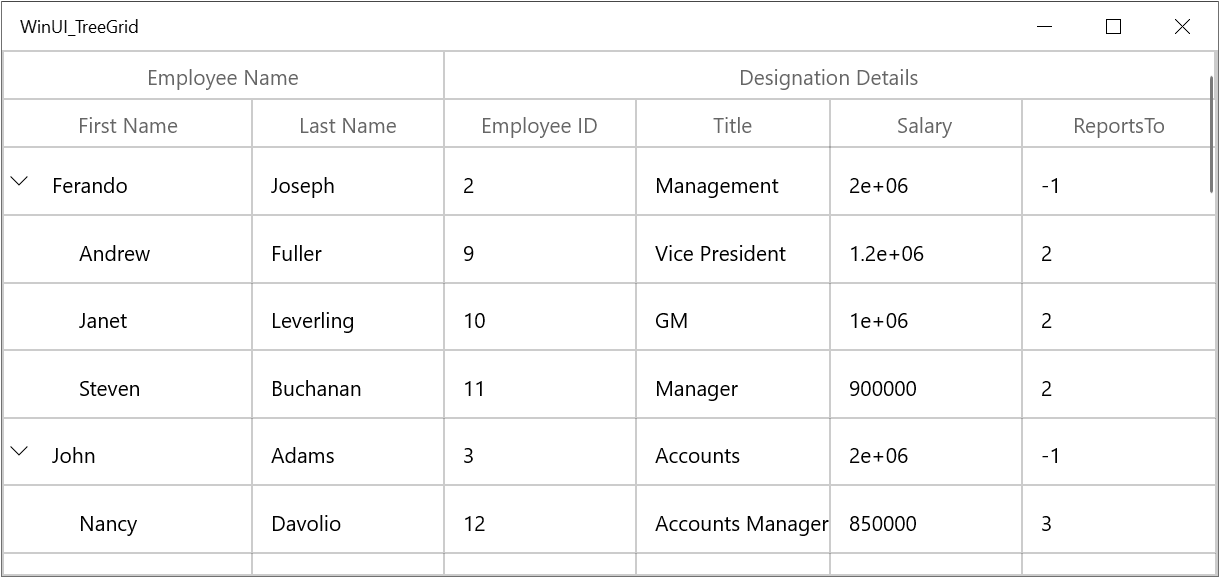 WinUI_TreeGrid
Employee Name Designation Details
First Name Last Name Employee ID Title Salary ReportsTo
Ferando Joseph 2 Management 2e+06 -1
Andrew Fuller 9 Vice President 1.2e+06 2
Janet Leverling 10 GM 1e+06 2
Steven Buchanan 11 Manager 900000 2
John Adams 3 Accounts 2e+06 -1
Nancy Davolio 12 Accounts Manager 850000 3